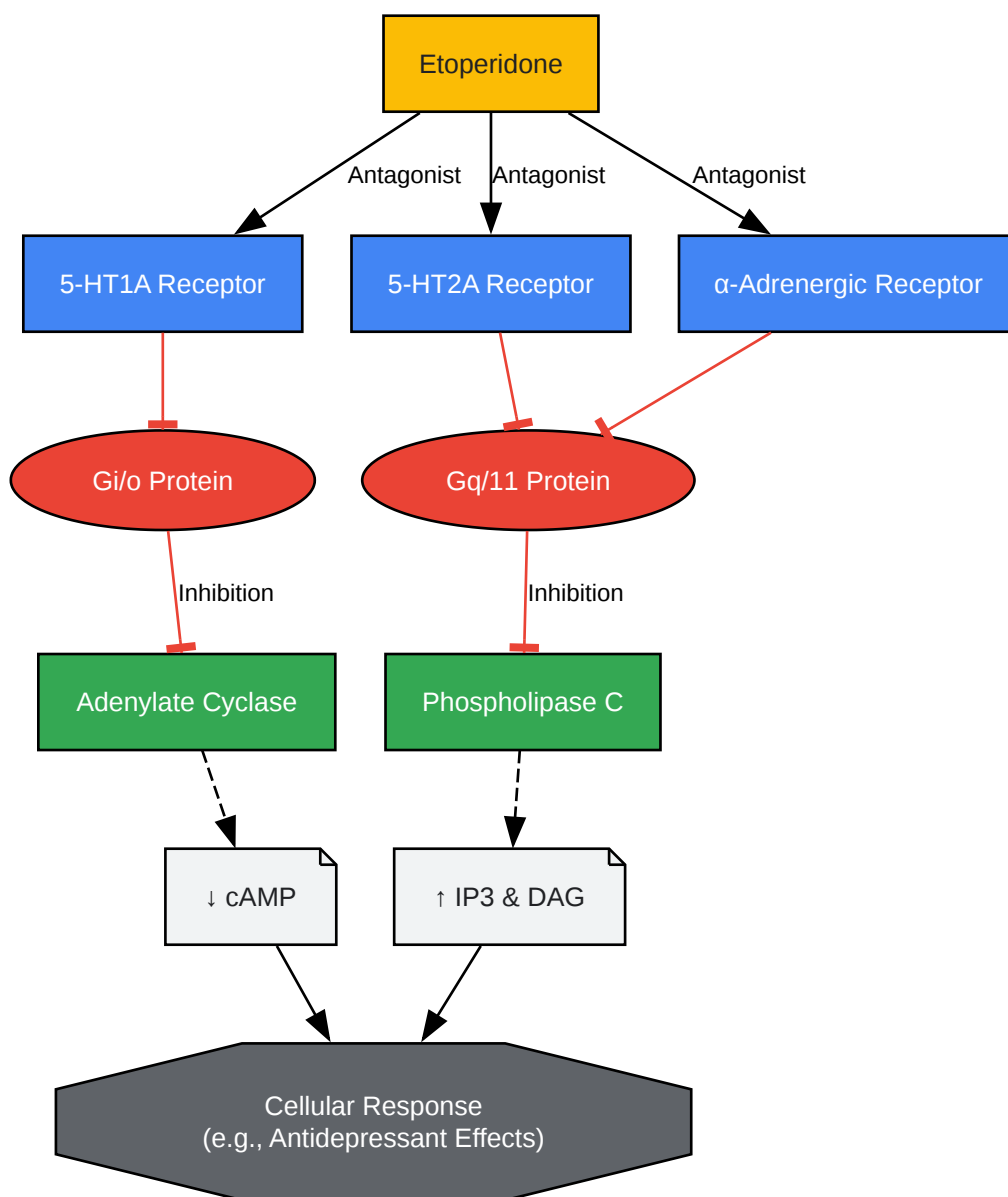 Etoperidone
Antagonist
Antagonist
Antagonist
5-HT1A Receptor
5-HT2A Receptor
α-Adrenergic Receptor
Gi/o Protein
Gq/11 Protein
Inhibition
Inhibition
Adenylate Cyclase
Phospholipase C
↓ cAMP
↑ IP3 & DAG
Cellular Response
(e.g., Antidepressant Effects)